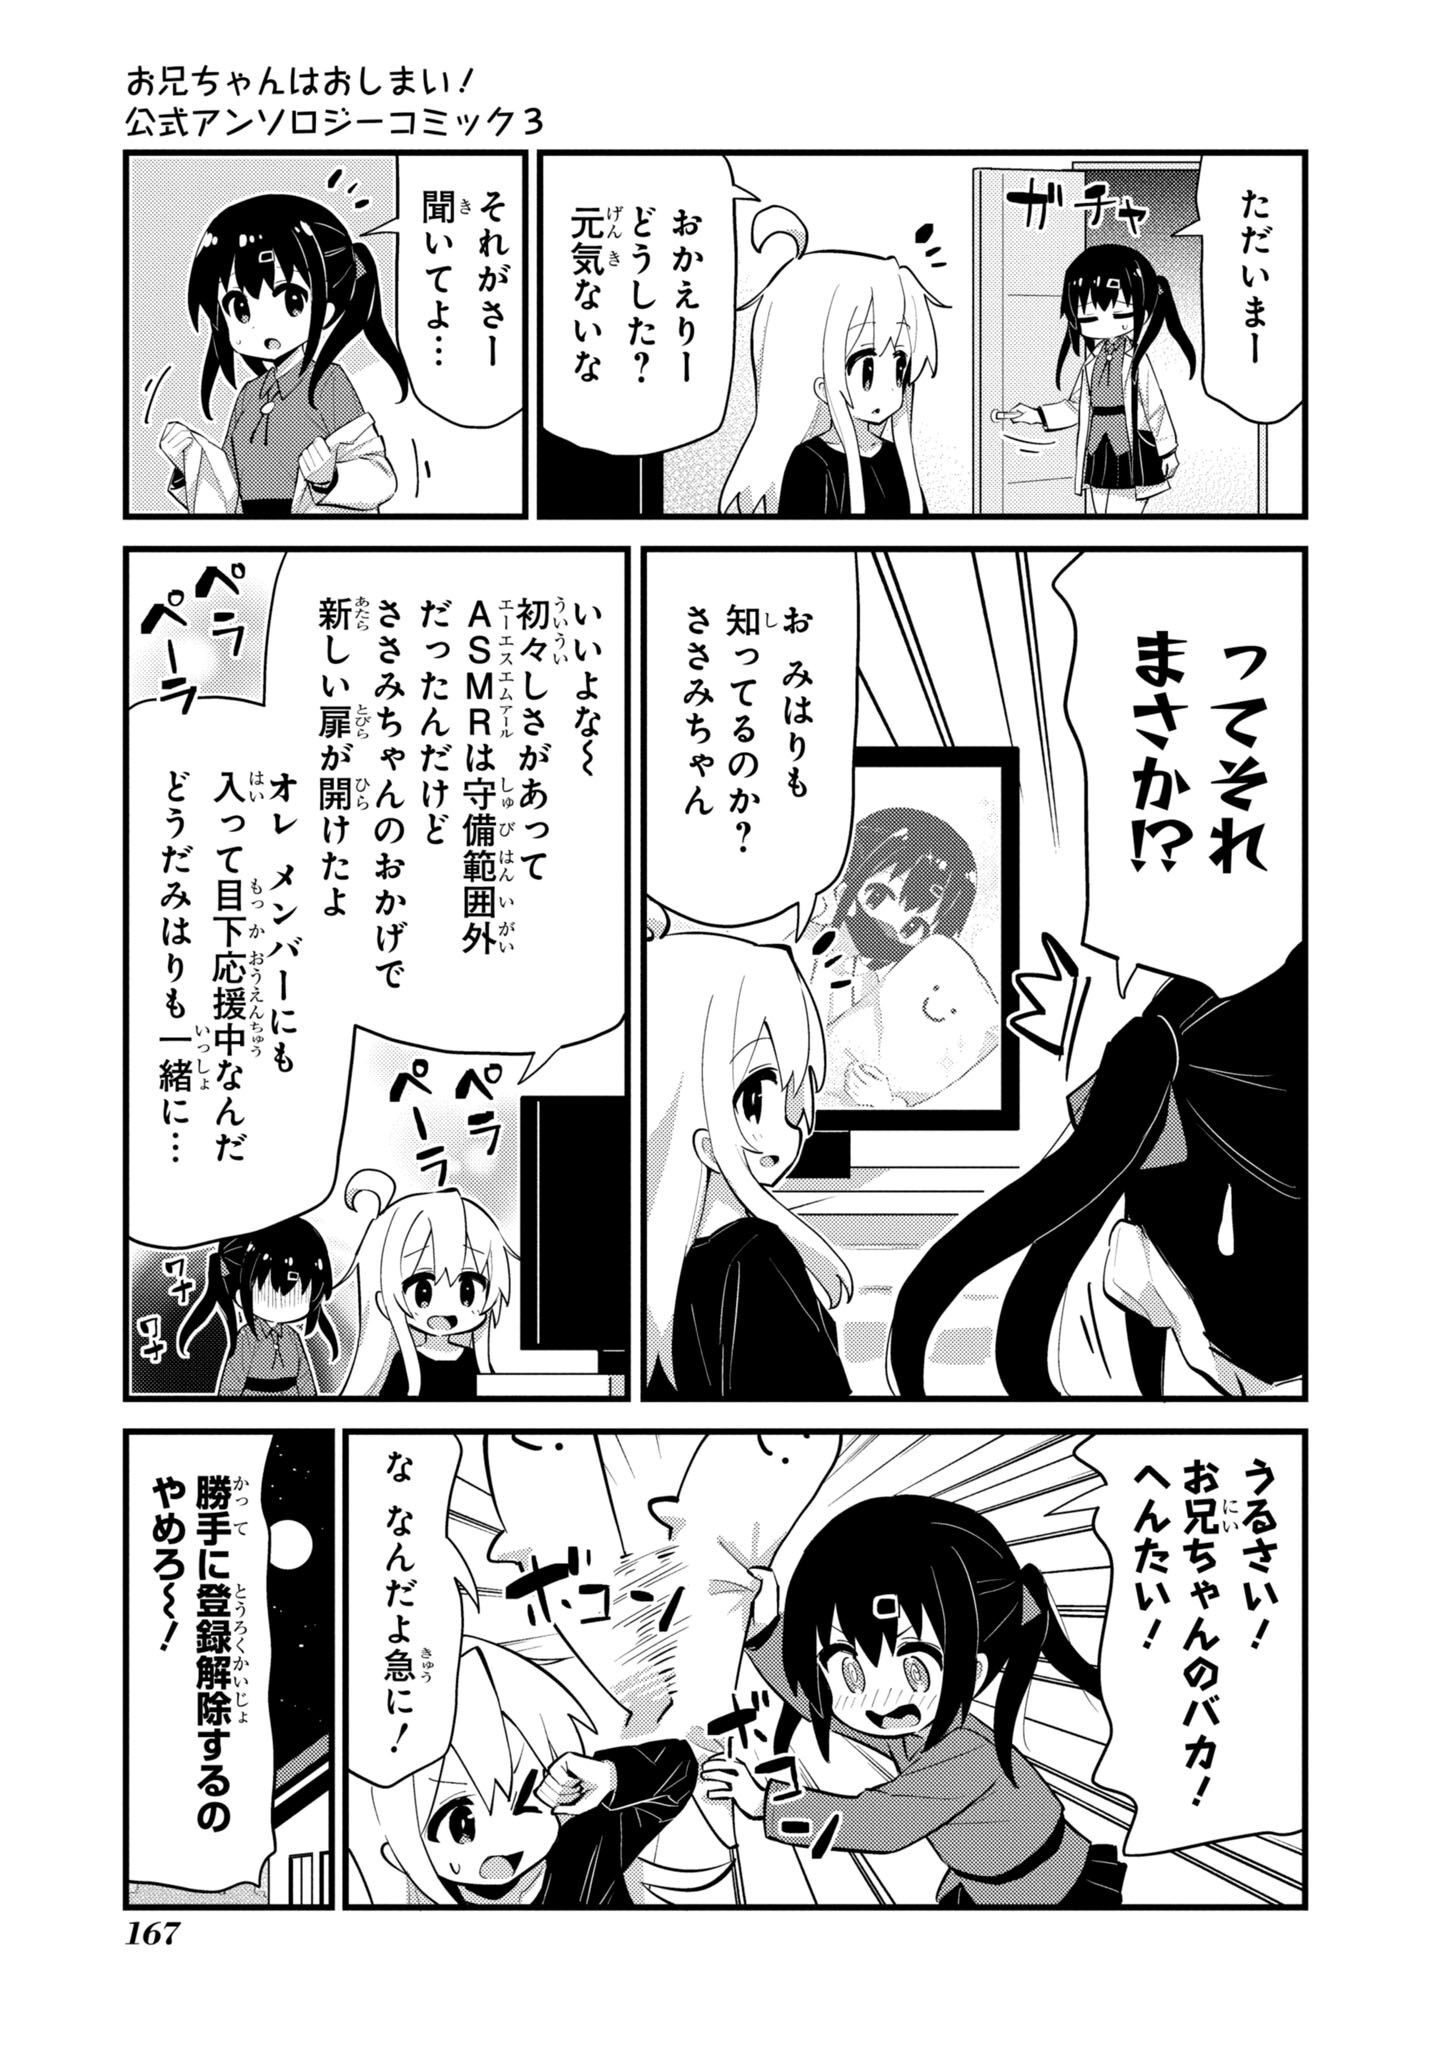 お兄ちゃんはおしまい！
公式アンソロジーコミック３
ただいまー
ガチャ
おかえりー
どうした？
元気ないな
それがさー
聞いてよ…
ってそれ
まさか!?
お みはりも
知ってるのか？
ささみちゃん
いいよな〜
初々しさがあって
ＡＳＭＲは守備範囲外
だったんだけど
ささみちゃんのおかげで
新しい扉が開けたよ
ペラ
ペーラ
ペラ
ペーラ
オレ メンバーにも
入って目下応援中なんだ
どうだみはりも一緒に…
ワナ
ワナ
うるさい！
お兄ちゃんのバカ！
へんたい！
ボコン
ボコーン
な なんだよ急に！
勝手に登録解除するの
やめろ〜！
167